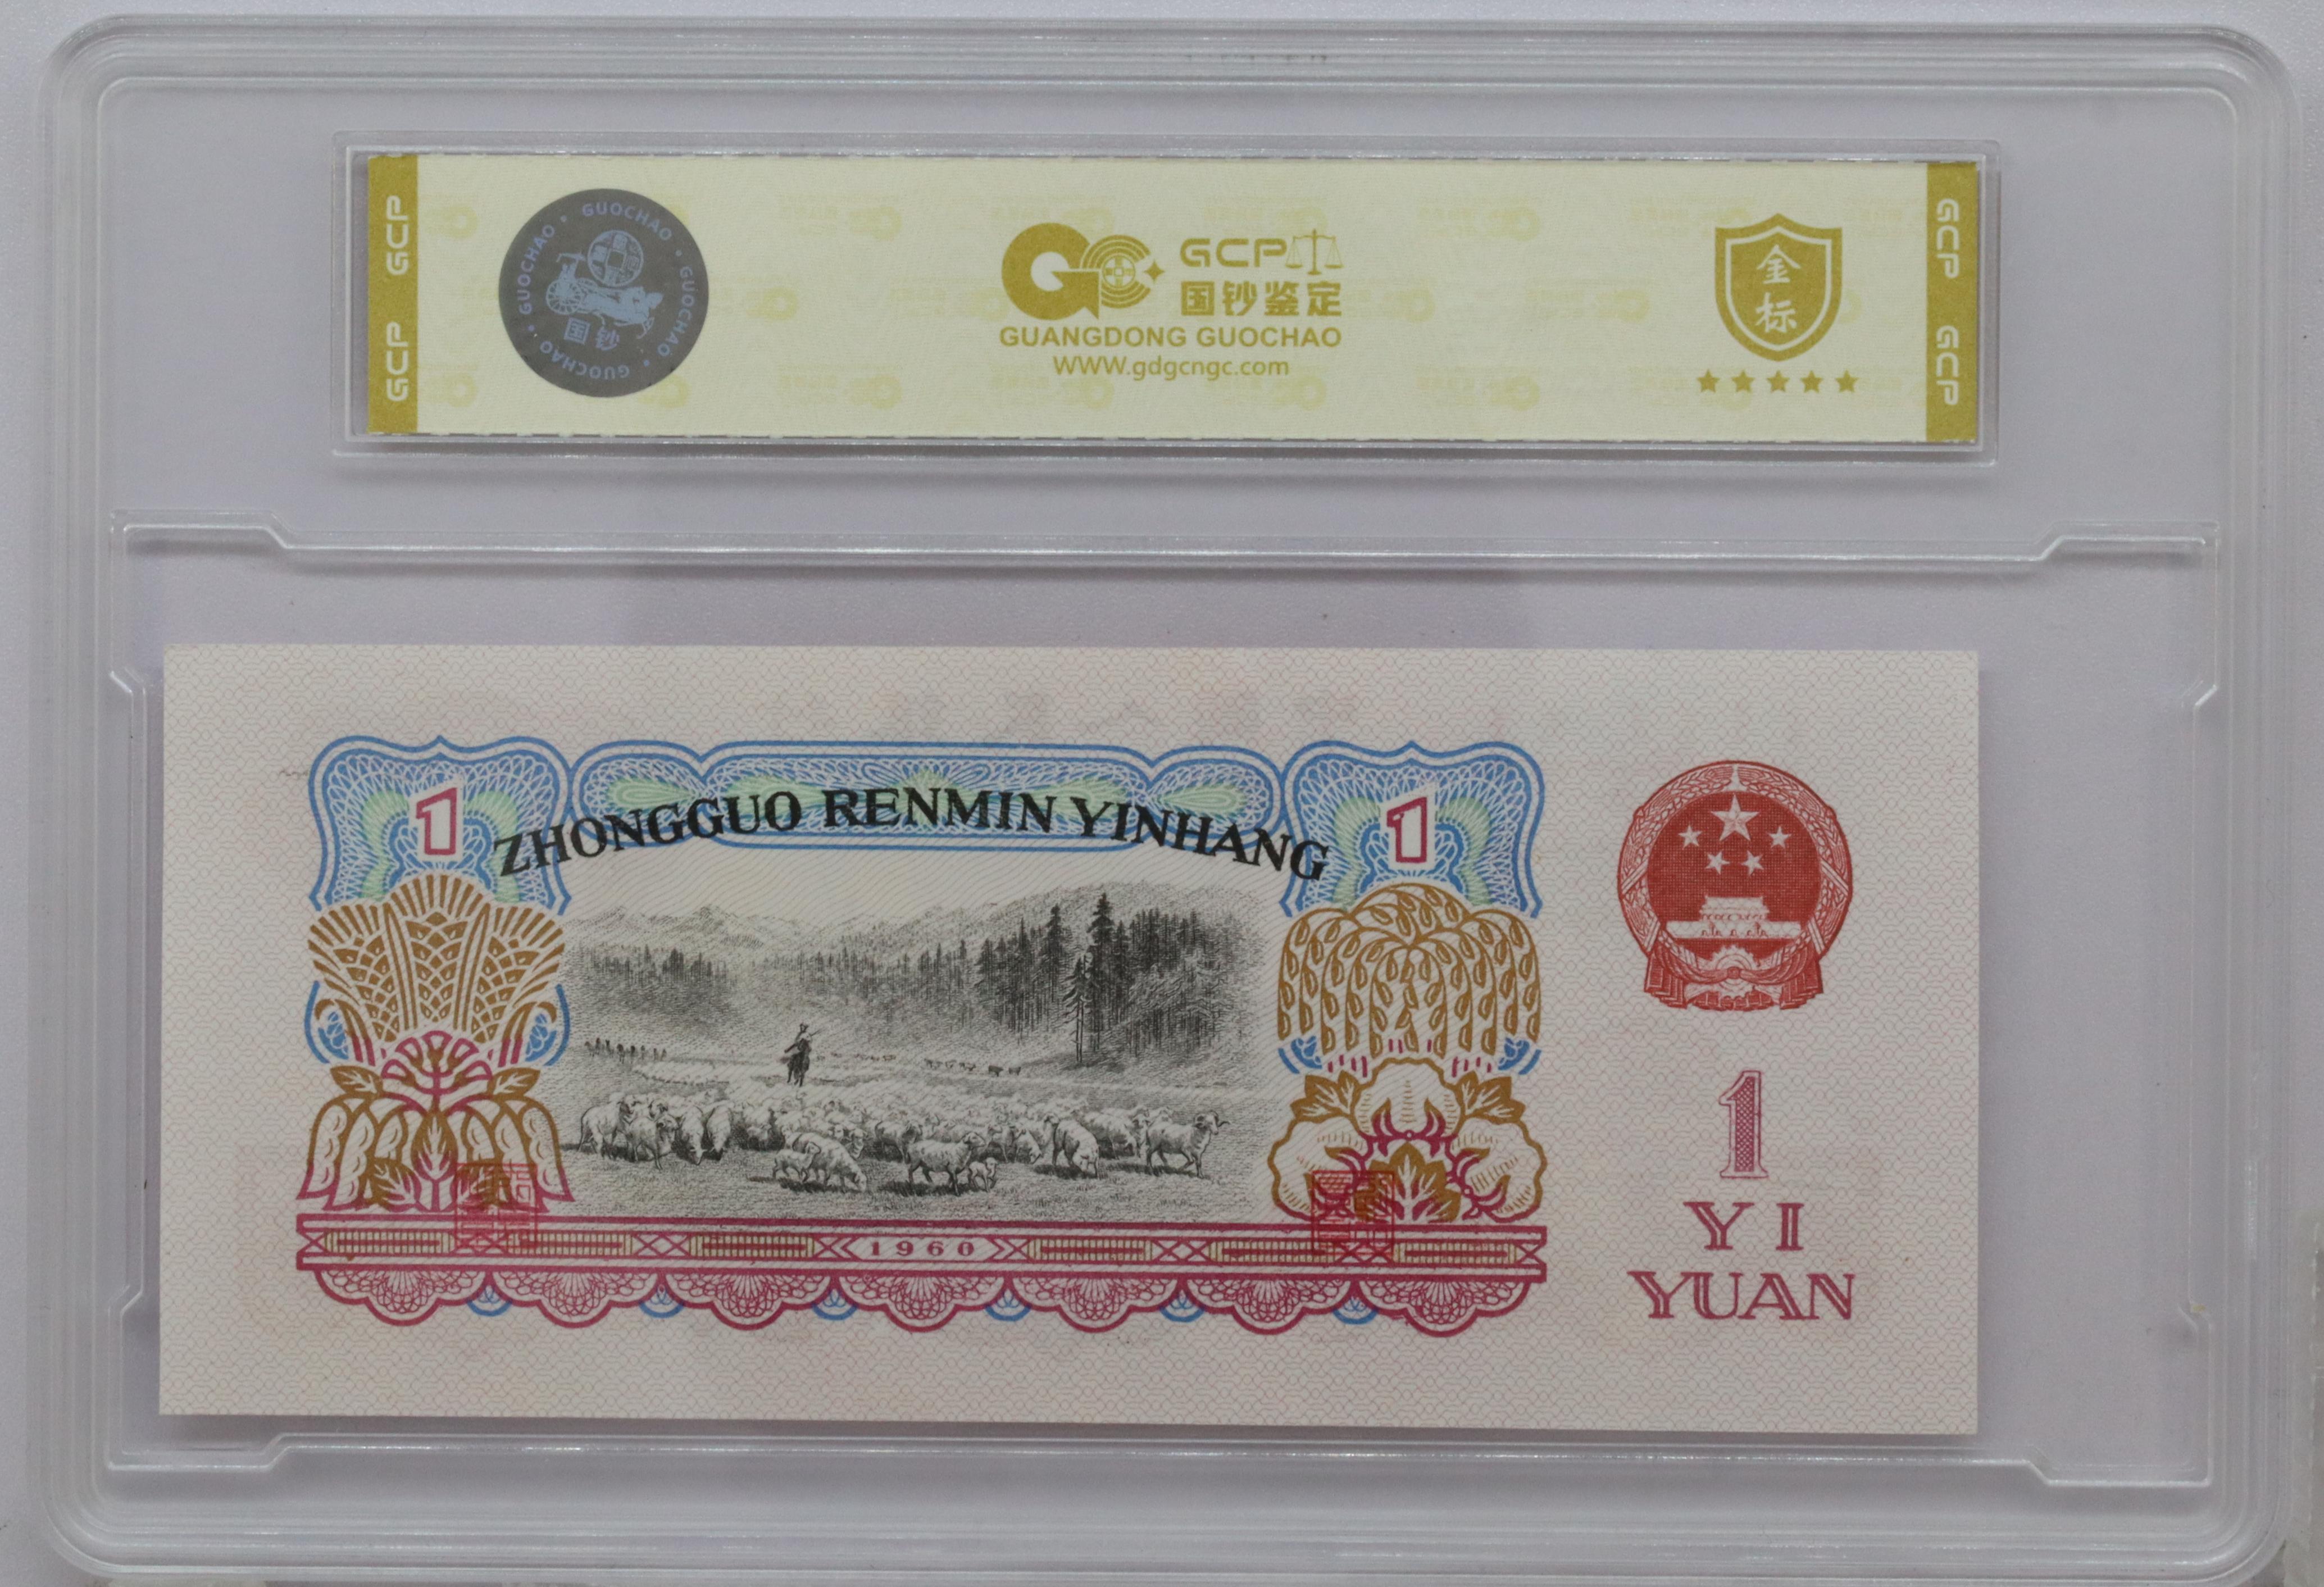 GCP GCP
GUOCHAO GUOCHAO GUOCHAO GUOCHAO GUOCHAO
国钞
GCP
国钞鉴定
GUANGDONG GUOCHAO
WWW.gdgcngc.com
金标
GCP GCP
1 1
ZHONGGUO RENMIN YINHANG
1960
1
YI
YUAN